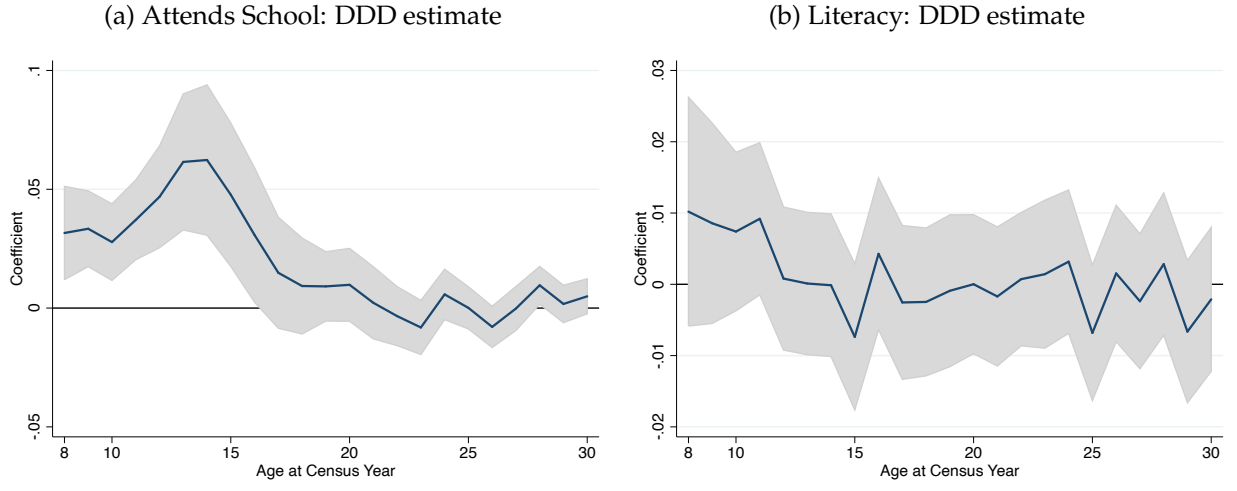 (a) Attends School: DDD estimate
.1
.05
0
-.05
Coefficient
8 10 15 20 25 30
Age at Census Year
(b) Literacy: DDD estimate
.03
.02
.01
0
-.01
-.02
Coefficient
8 10 15 20 25 30
Age at Census Year